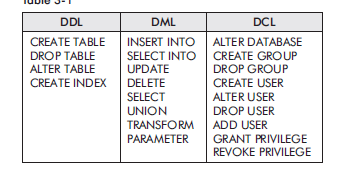 Table 3-1
DDL DML DCL
CREATE TABLE INSERT INTO ALTER DATABASE
DROP TABLE SELECT INTO CREATE GROUP
ALTER TABLE UPDATE DROP GROUP
CREATE INDEX DELETE CREATE USER
SELECT ALTER USER
UNION DROP USER
TRANSFORM ADD USER
PARAMETER GRANT PRIVILEGE
REVOKE PRIVILEGE